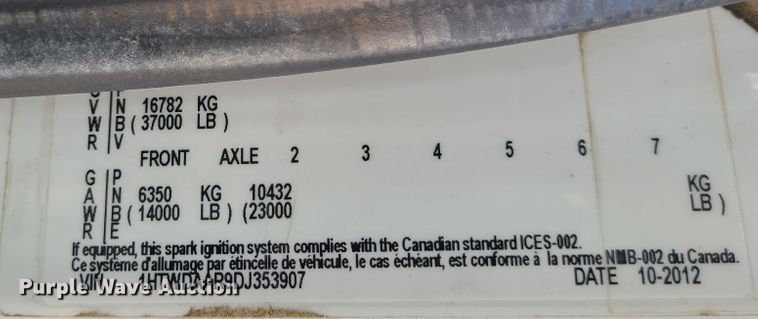 G P
V N 16782 KG
W B ( 37000 LB )
R V
FRONT AXLE 2 3 4 5 6 7
G P
A N 6350 KG 10432 KG
W B ( 14000 LB ) (23000 LB )
R E
If equipped, this spark ignition system complies with the Canadian standard ICES-002.
Ce système d'allumage par étincelle de véhicule, le cas échéant, est conforme à la norme NMB-002 du Canada.
VIN DATE 10-2012
Purple Wave Auction